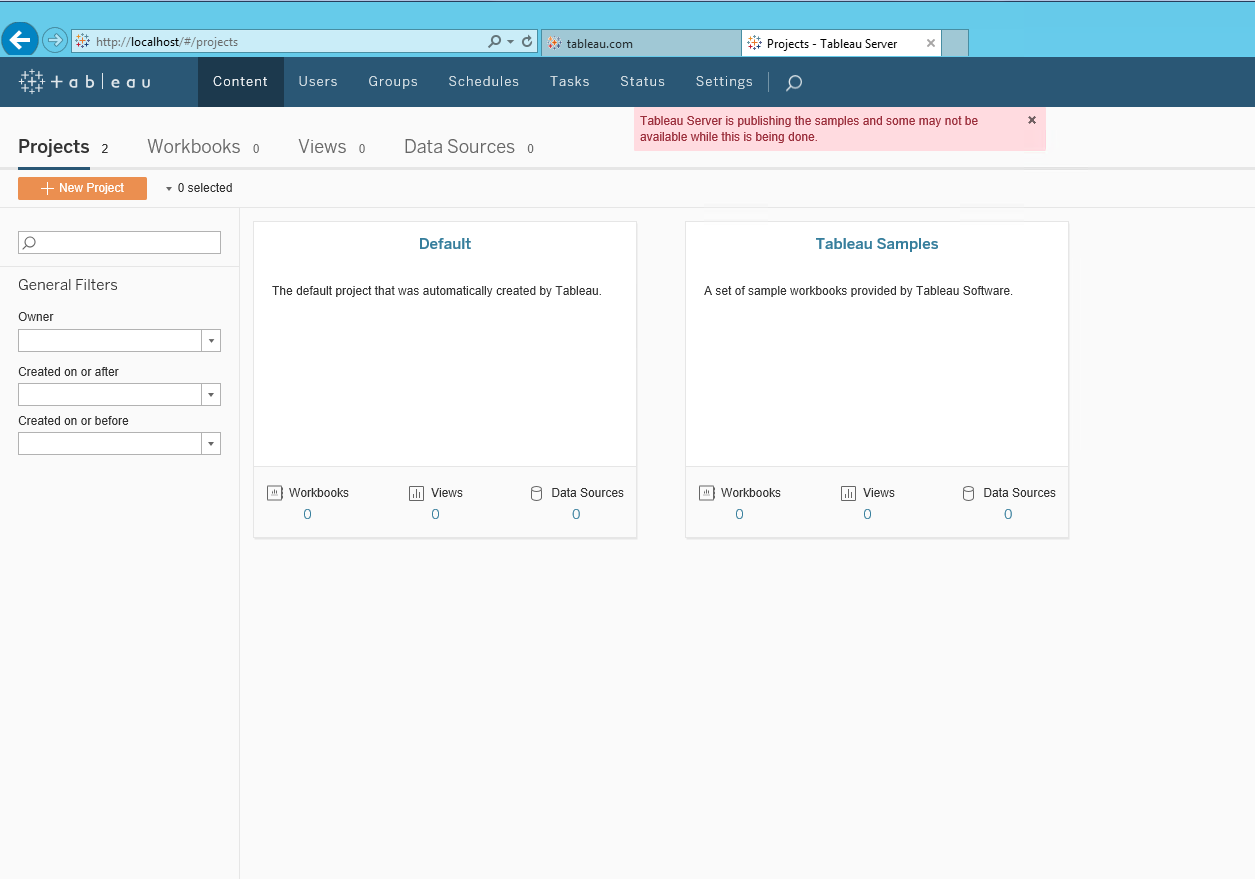 http://localhost/#/projects
tableau.com
Projects - Tableau Server
+ableau
Content
Users
Groups
Schedules
Tasks
Status
Settings
Tableau Server is publishing the samples and some may not be
available while this is being done.
Projects 2
Workbooks 0
Views 0
Data Sources 0
New Project
0 selected
General Filters
Owner
Created on or after
Created on or before
Default
The default project that was automatically created by Tableau.
Workbooks
0
Views
0
Data Sources
0
Tableau Samples
A set of sample workbooks provided by Tableau Software.
Workbooks
0
Views
0
Data Sources
0